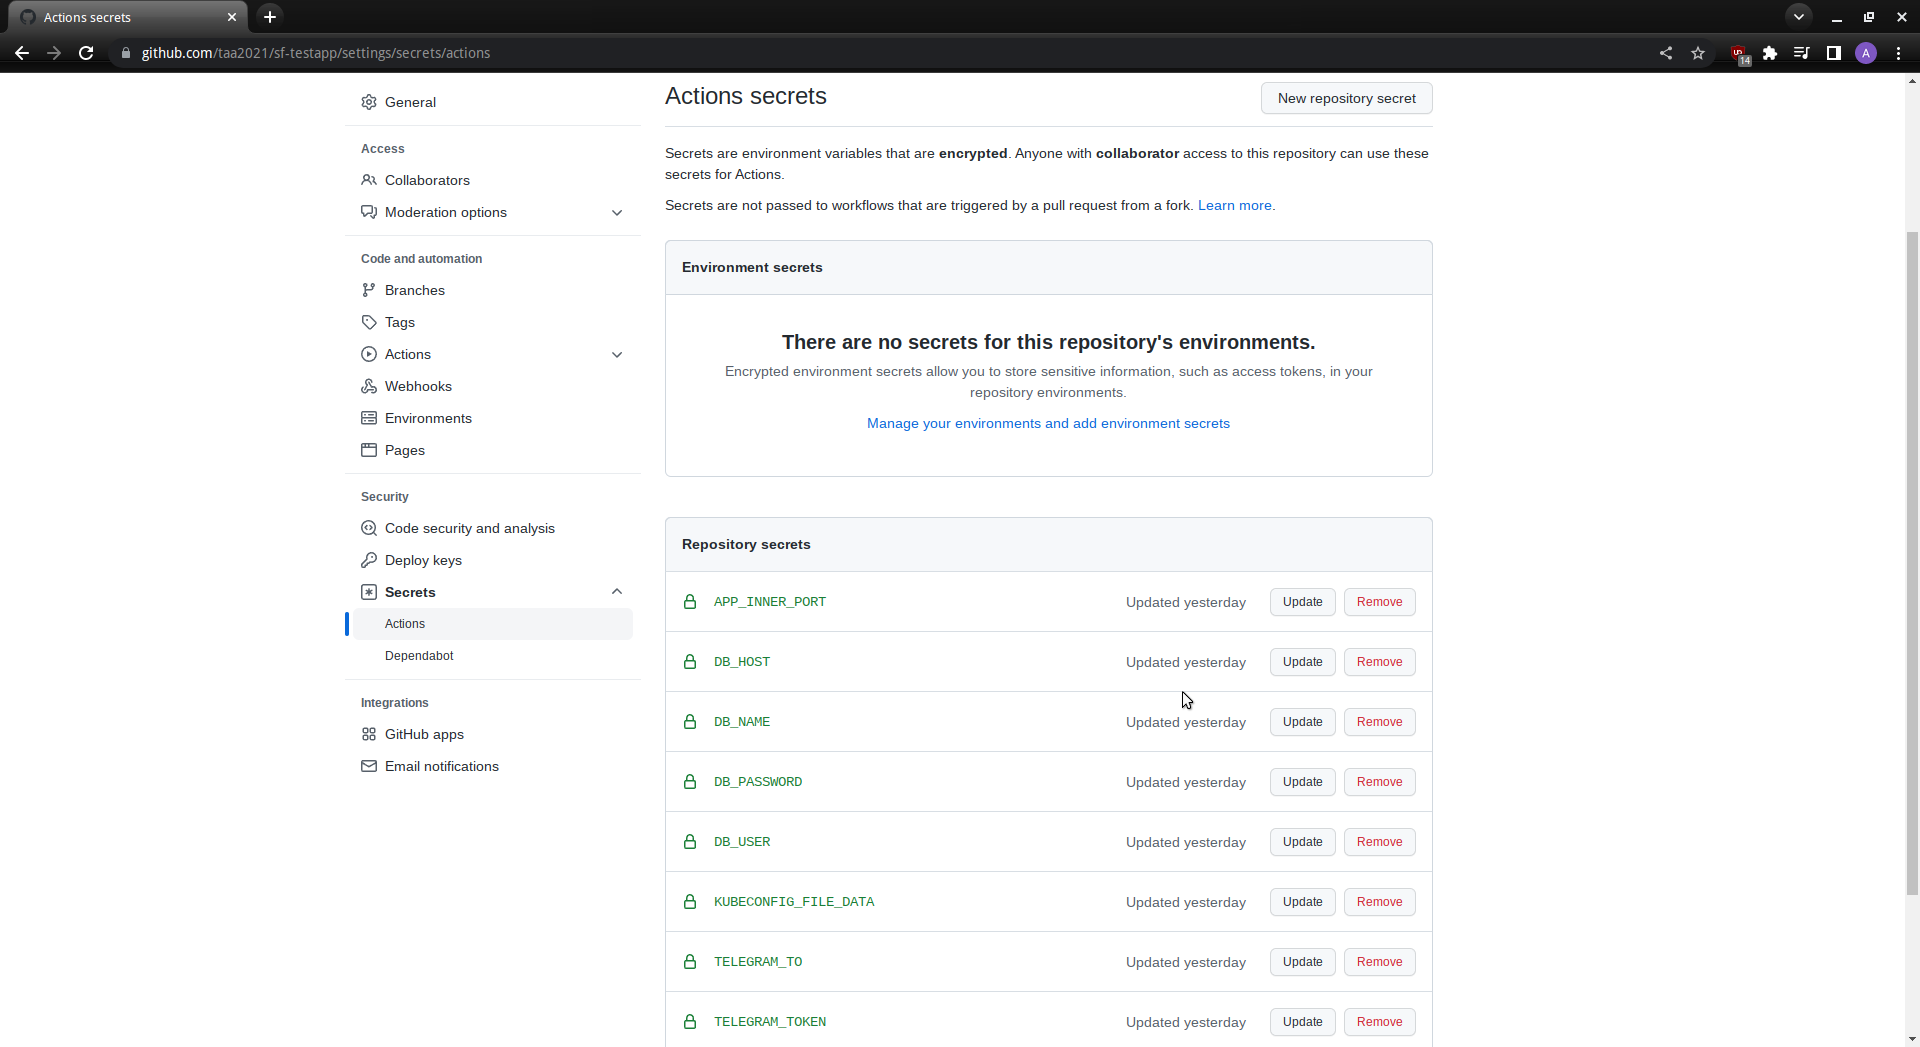 Actions secrets
github.com/taa2021/sf-testapp/settings/secrets/actions
14
A
General
Access
Collaborators
Moderation options
Code and automation
Branches
Tags
Actions
Webhooks
Environments
Pages
Security
Code security and analysis
Deploy keys
Secrets
Actions
Dependabot
Integrations
GitHub apps
Email notifications
Actions secrets
New repository secret
Secrets are environment variables that are encrypted. Anyone with collaborator access to this repository can use these
secrets for Actions.
Secrets are not passed to workflows that are triggered by a pull request from a fork. Learn more.
Environment secrets
There are no secrets for this repository's environments.
Encrypted environment secrets allow you to store sensitive information, such as access tokens, in your
repository environments.
Manage your environments and add environment secrets
Repository secrets
APP_INNER_PORT Updated yesterday Update Remove
DB_HOST Updated yesterday Update Remove
DB_NAME Updated yesterday Update Remove
DB_PASSWORD Updated yesterday Update Remove
DB_USER Updated yesterday Update Remove
KUBECONFIG_FILE_DATA Updated yesterday Update Remove
TELEGRAM_TO Updated yesterday Update Remove
TELEGRAM_TOKEN Updated yesterday Update Remove